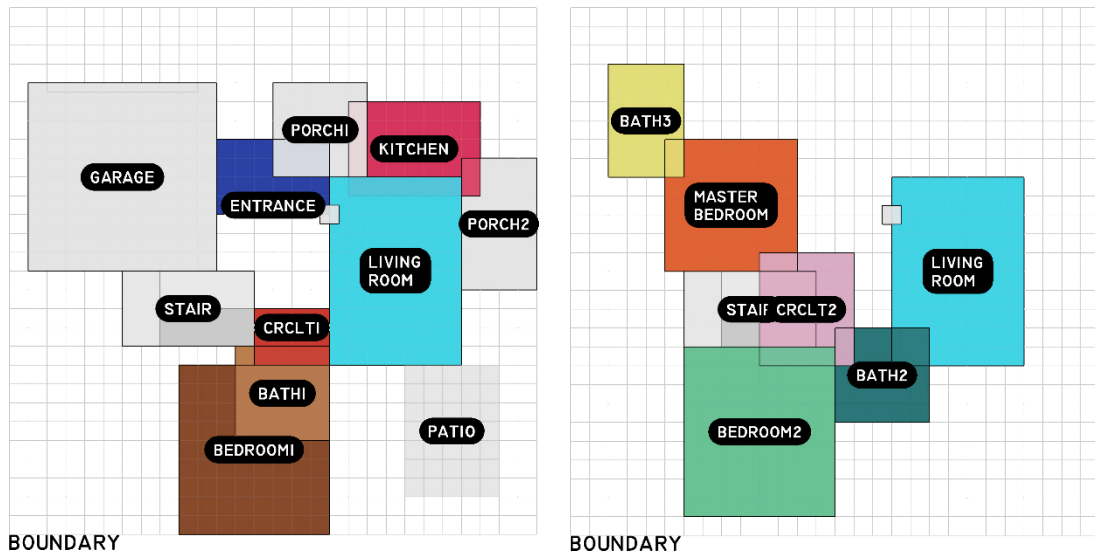 PORCH1
KITCHEN
GARAGE
ENTRANCE
PORCH2
LIVING
ROOM
STAIR
CRCLT1
BATH1
BEDROOM1
PATIO
BOUNDARY
BATH3
MASTER
BEDROOM
LIVING
ROOM
STAIR
CRCLT2
BATH2
BEDROOM2
BOUNDARY